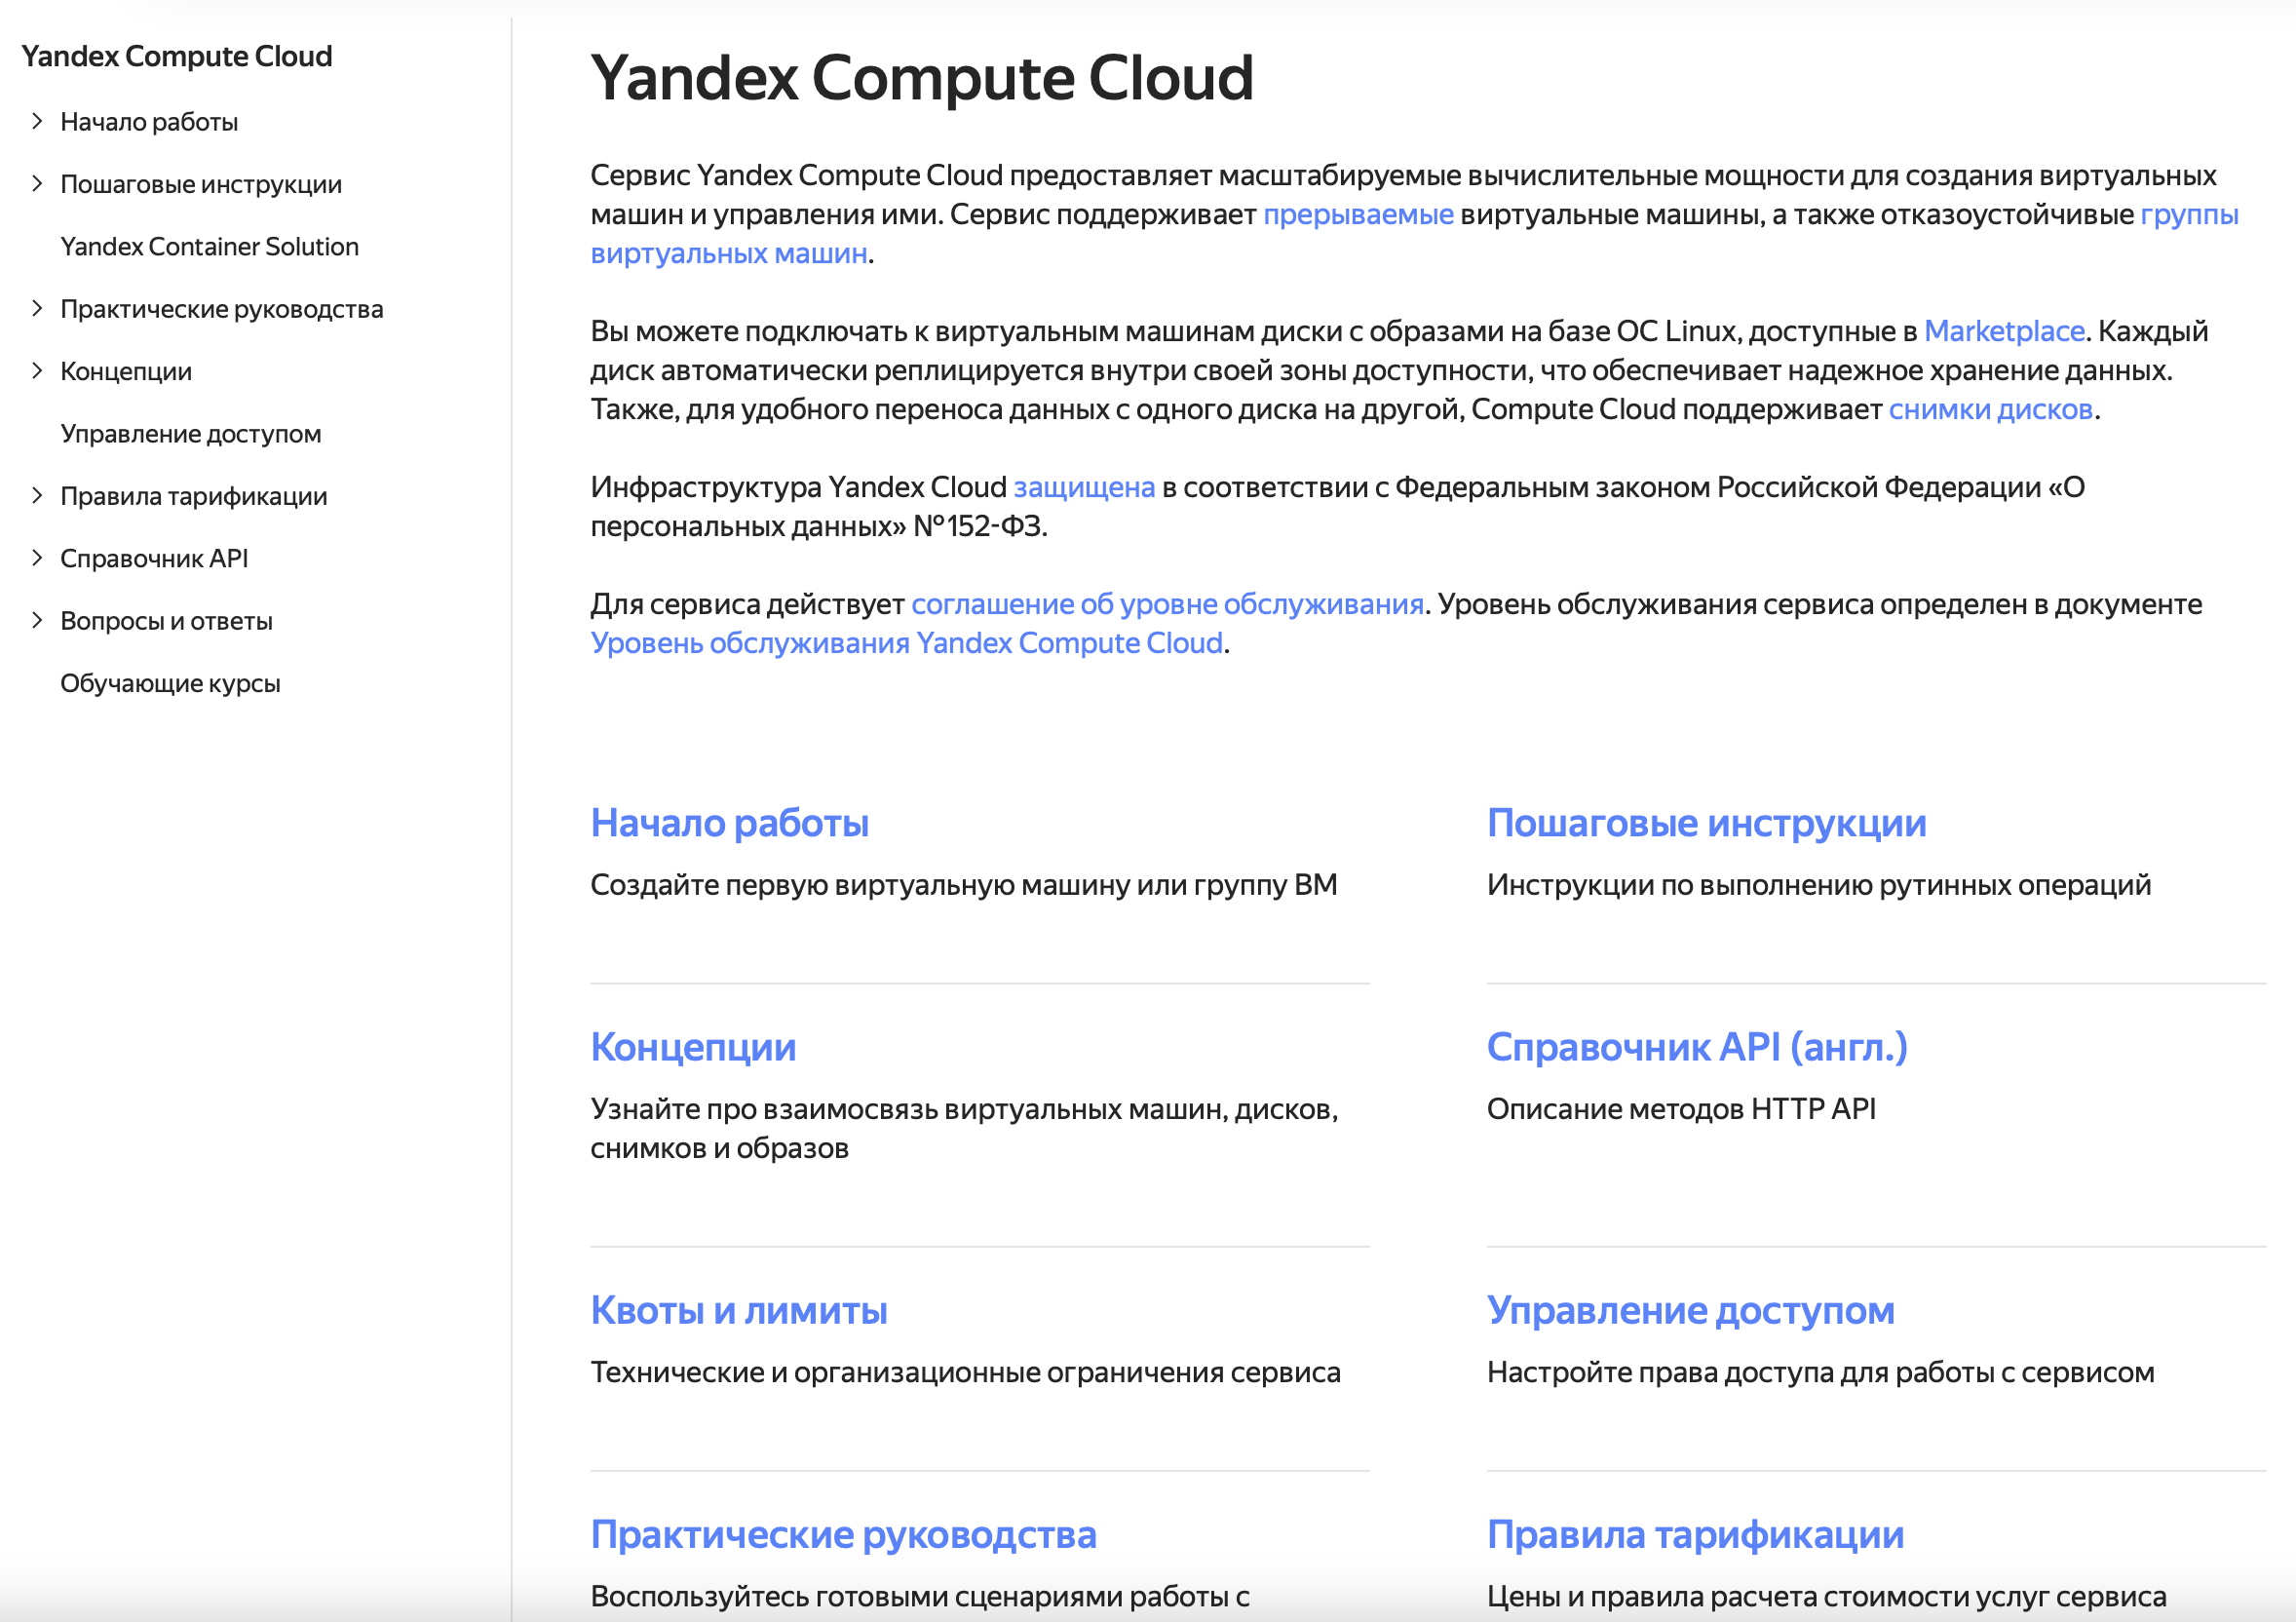 Yandex Compute Cloud
Начало работы
Пошаговые инструкции
Yandex Container Solution
Практические руководства
Концепции
Управление доступом
Правила тарификации
Справочник API
Вопросы и ответы
Обучающие курсы
Yandex Compute Cloud
Сервис Yandex Compute Cloud предоставляет масштабируемые вычислительные мощности для создания виртуальных
машин и управления ими. Сервис поддерживает прерываемые виртуальные машины, а также отказоустойчивые группы
виртуальных машин.
Вы можете подключать к виртуальным машинам диски с образами на базе ОС Linux, доступные в Marketplace. Каждый
диск автоматически реплицируется внутри своей зоны доступности, что обеспечивает надежное хранение данных.
Также, для удобного переноса данных с одного диска на другой, Compute Cloud поддерживает снимки дисков.
Инфраструктура Yandex Cloud защищена в соответствии с Федеральным законом Российской Федерации «О
персональных данных» №152-ФЗ.
Для сервиса действует соглашение об уровне обслуживания. Уровень обслуживания сервиса определен в документе
Уровень обслуживания Yandex Compute Cloud.
Начало работы
Создайте первую виртуальную машину или группу ВМ
Пошаговые инструкции
Инструкции по выполнению рутинных операций
Концепции
Узнайте про взаимосвязь виртуальных машин, дисков,
снимков и образов
Справочник API (англ.)
Описание методов HTTP API
Квоты и лимиты
Технические и организационные ограничения сервиса
Управление доступом
Настройте права доступа для работы с сервисом
Практические руководства
Воспользуйтесь готовыми сценариями работы с
Правила тарификации
Цены и правила расчета стоимости услуг сервиса